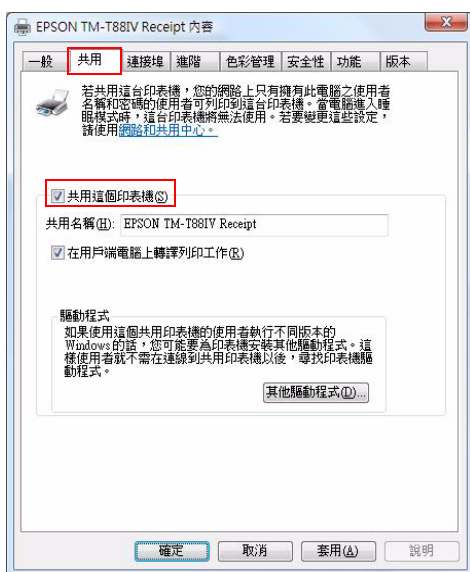 EPSON TM-T88IV Receipt 內容
一般 共用 連接埠 進階 色彩管理 安全性 功能 版本
若共用這台印表機，您的網路上只有擁有此電腦之使用者
名稱和密碼的使用者可列印到這台印表機。當電腦進入睡
眠模式時，這台印表機將無法使用。若要變更這些設定，
請使用網路和共用中心。
共用這個印表機(S)
共用名稱(H): EPSON TM-T88IV Receipt
在用戶端電腦上轉譯列印工作(R)
驅動程式
如果使用這個共用印表機的使用者執行不同版本的
Windows 的話，您可能要為印表機安裝其他驅動程式。這
樣使用者就不需在連線到共用印表機以後，尋找印表機驅
動程式。
其他驅動程式(D)...
確定 取消 套用(A) 說明